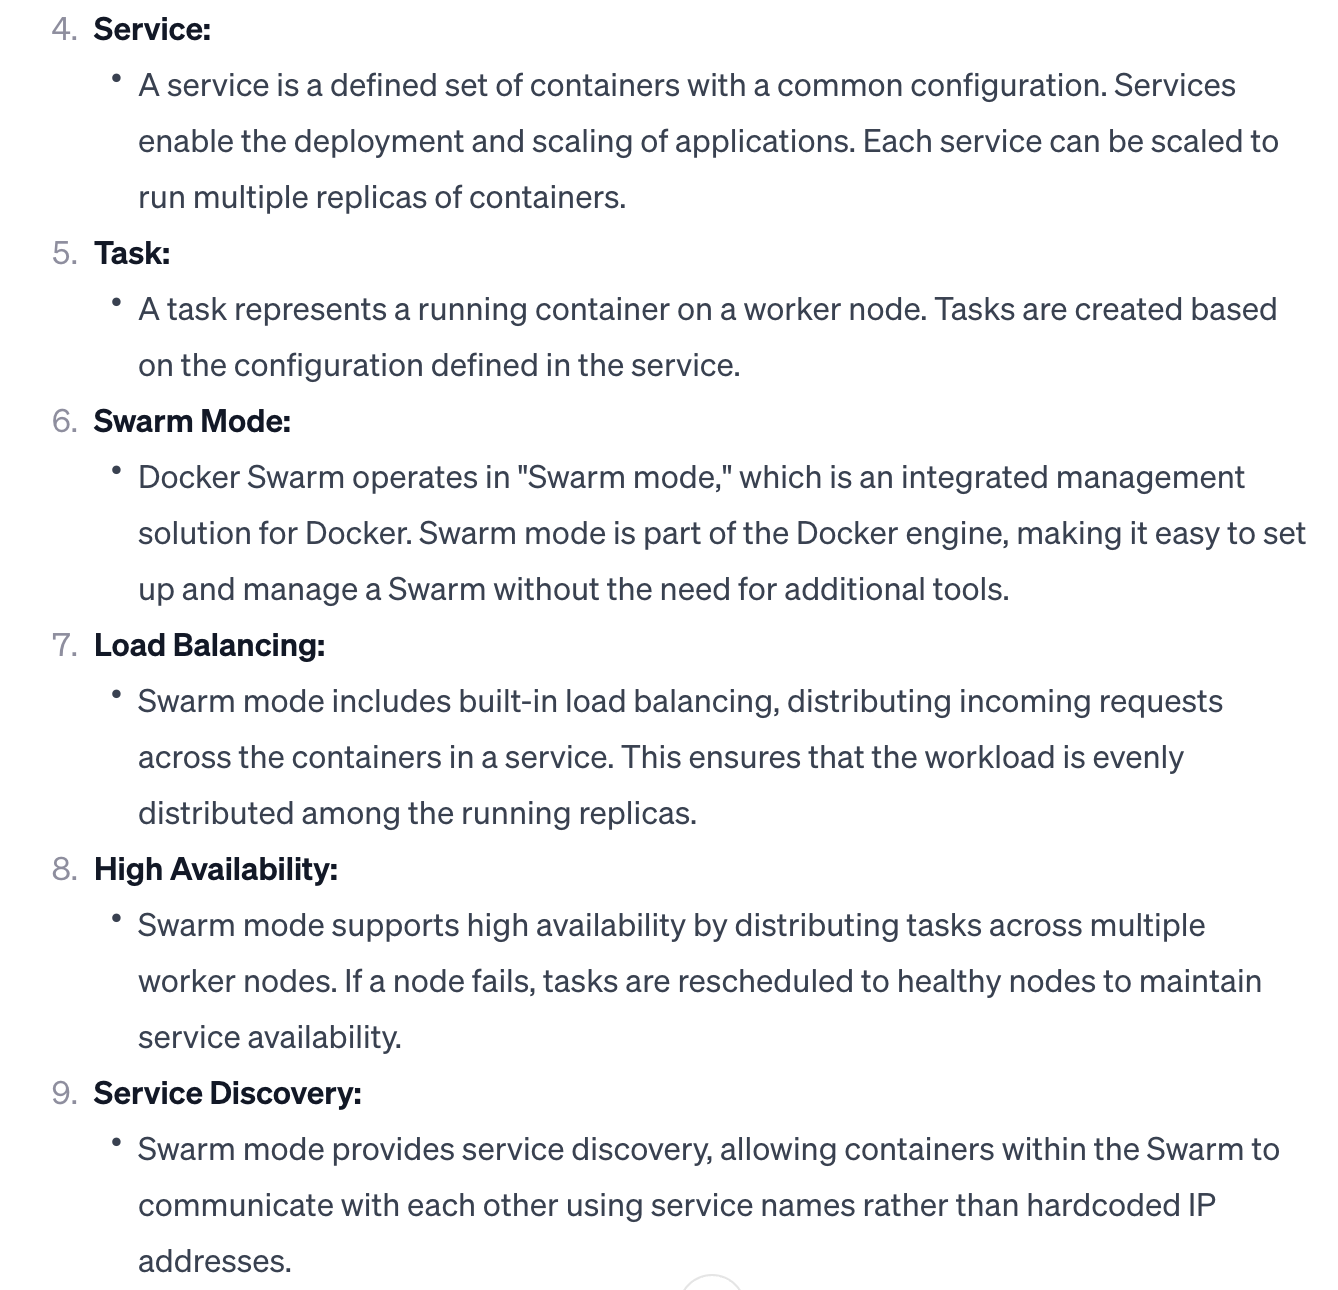 4. Service:
• A service is a defined set of containers with a common configuration. Services
enable the deployment and scaling of applications. Each service can be scaled to
run multiple replicas of containers.
5. Task:
• A task represents a running container on a worker node. Tasks are created based
on the configuration defined in the service.
6. Swarm Mode:
• Docker Swarm operates in "Swarm mode," which is an integrated management
solution for Docker. Swarm mode is part of the Docker engine, making it easy to set
up and manage a Swarm without the need for additional tools.
7. Load Balancing:
• Swarm mode includes built-in load balancing, distributing incoming requests
across the containers in a service. This ensures that the workload is evenly
distributed among the running replicas.
8. High Availability:
• Swarm mode supports high availability by distributing tasks across multiple
worker nodes. If a node fails, tasks are rescheduled to healthy nodes to maintain
service availability.
9. Service Discovery:
• Swarm mode provides service discovery, allowing containers within the Swarm to
communicate with each other using service names rather than hardcoded IP
addresses.